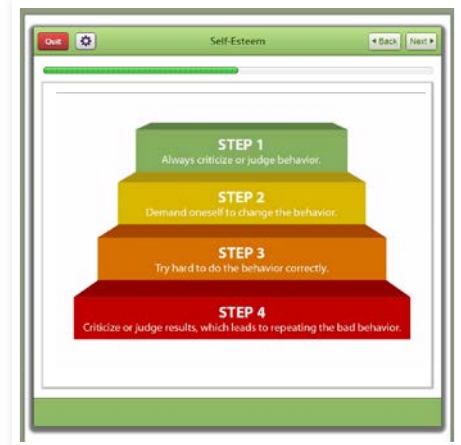 Quit Self-Esteem Back Next
STEP 1
Always criticize or judge behavior.
STEP 2
Demand oneself to change the behavior.
STEP 3
Try hard to do the behavior correctly.
STEP 4
Criticize or judge results, which leads to repeating the bad behavior.